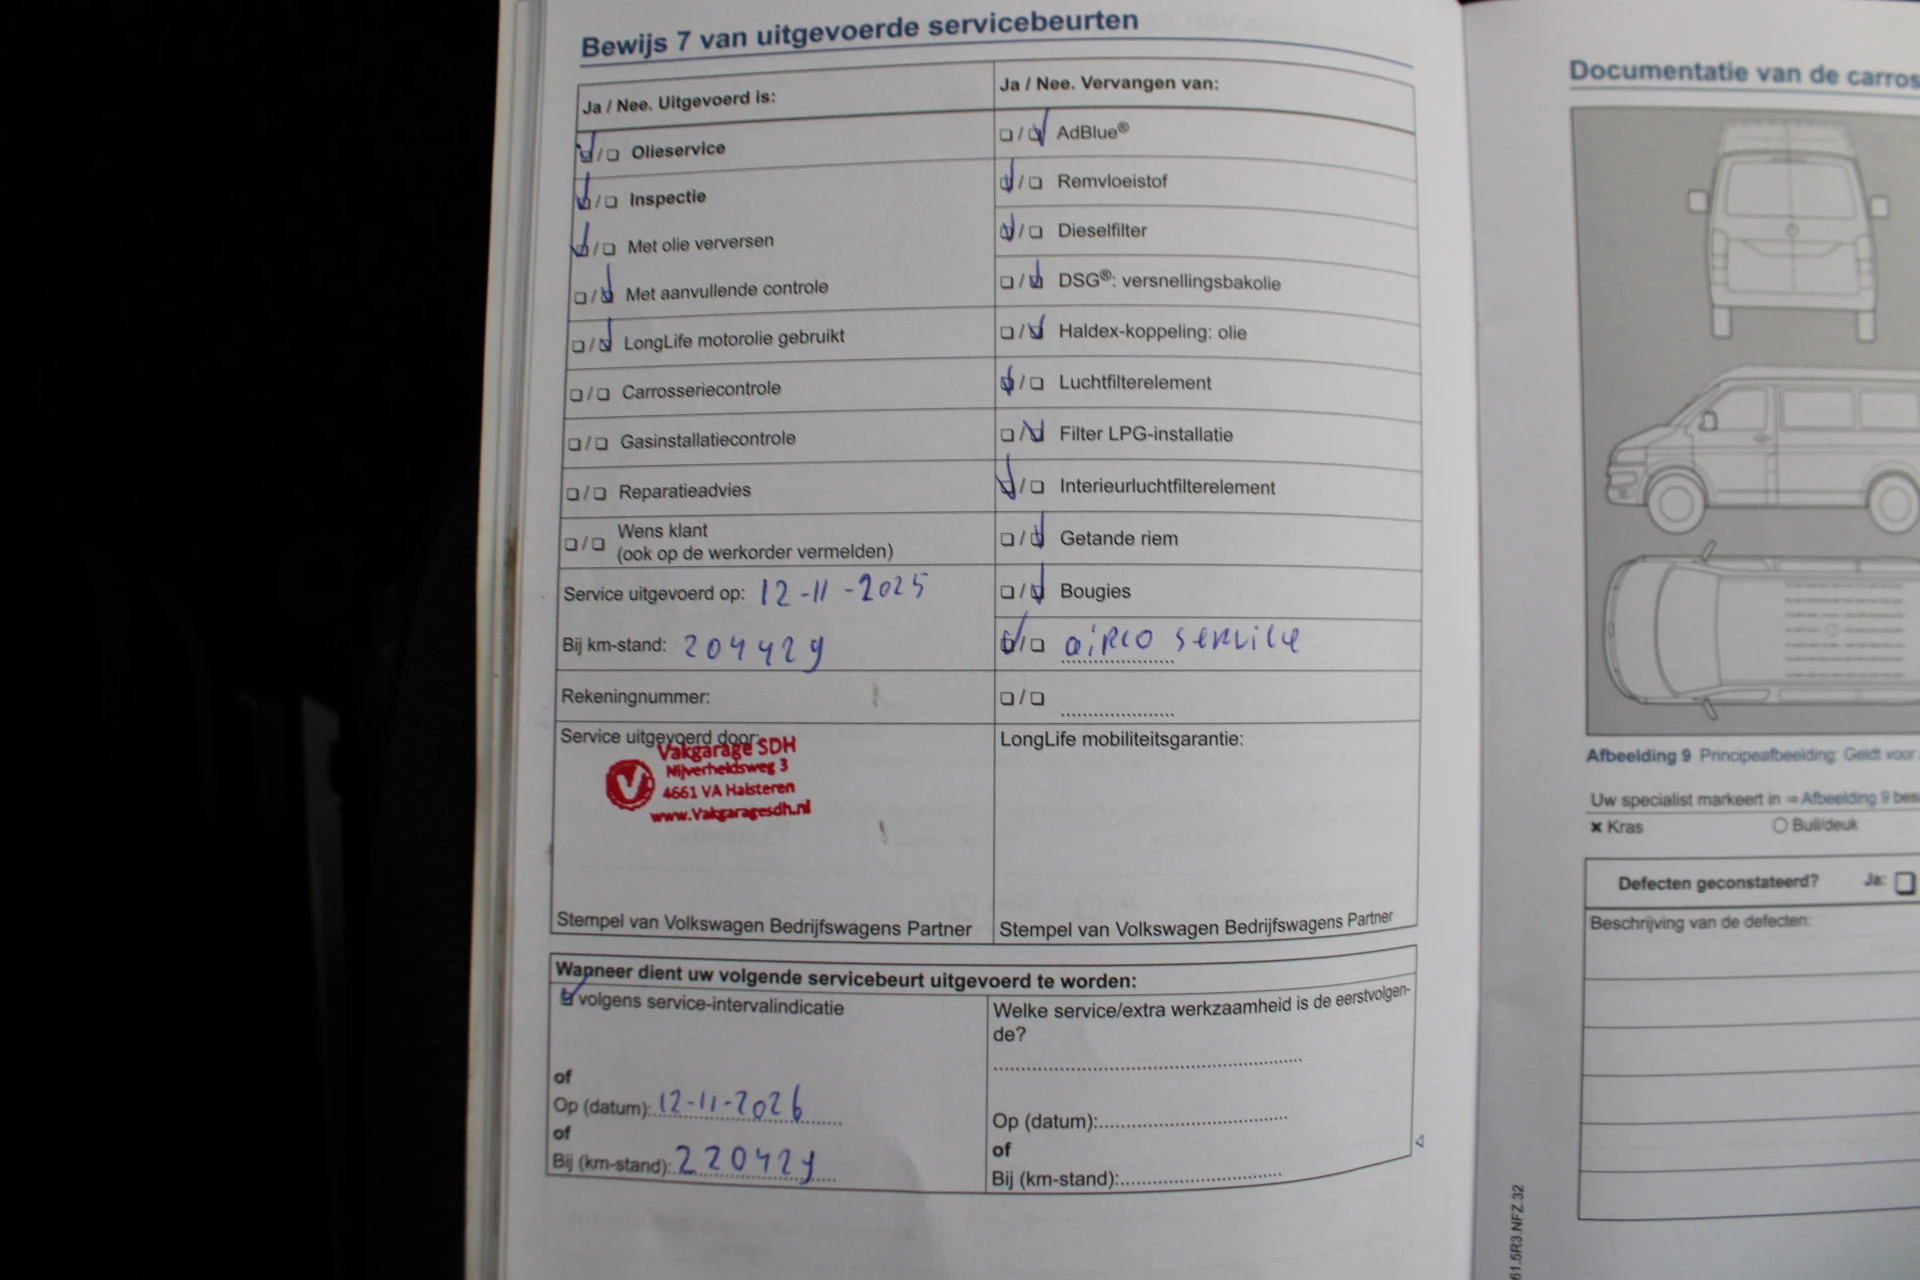 Bewijs 7 van uitgevoerde servicebeurten
Ja / Nee. Uitgevoerd is:
☑/☐ Olieservice
☑/☐ Inspectie
☑/☐ Met olie verversen
☐/☑ Met aanvullende controle
☐/☑ LongLife motorolie gebruikt
☐/☐ Carrosseriecontrole
☐/☐ Gasinstallatiecontrole
☐/☐ Reparatieadvies
☐/☐ Wens klant
(ook op de werkorder vermelden)
Service uitgevoerd op: 12-11-2025
Bij km-stand: 204429
Rekeningnummer:
Service uitgevoerd door:
Vakgarage SDH
Nijverheidsweg 3
4661 VA Halsteren
www.Vakgaragesdh.nl
Stempel van Volkswagen Bedrijfswagens Partner
Ja / Nee. Vervangen van:
☐/☑ AdBlue®
☑/☐ Remvloeistof
☑/☐ Dieselfilter
☐/☑ DSG®: versnellingsbakolie
☐/☑ Haldex-koppeling: olie
☑/☐ Luchtfilterelement
☐/☑ Filter LPG-installatie
☑/☐ Interieurluchtfilterelement
☐/☑ Getande riem
☐/☑ Bougies
☑/☐ airco service
☐/☐ ....................
LongLife mobiliteitsgarantie:
Stempel van Volkswagen Bedrijfswagens Partner
Wanneer dient uw volgende servicebeurt uitgevoerd te worden:
☑ volgens service-intervalindicatie
of
Op (datum): 12-11-2026
of
Bij (km-stand): 220429
Welke service/extra werkzaamheid is de eerstvolgen-
de?
Op (datum):
of
Bij (km-stand):
Documentatie van de carros
Afbeelding 9 Principeafbeelding: Geldt voor
Uw specialist markeert in ⇒ Afbeelding 9 bes
x Kras ○ Buil/deuk
Defecten geconstateerd? Ja: ☐
Beschrijving van de defecten:
61.5R3.NFZ.32